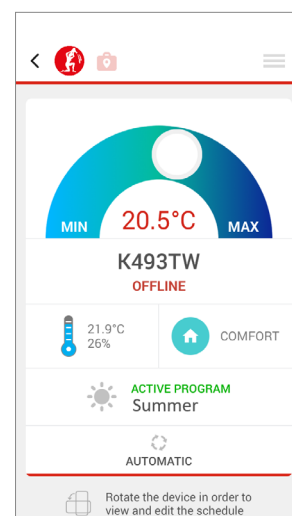 MIN
20.5°C
MAX
K493TW
OFFLINE
21.9°C
26%
COMFORT
ACTIVE PROGRAM
Summer
AUTOMATIC
Rotate the device in order to
view and edit the schedule